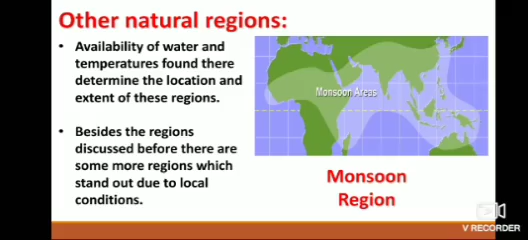 Other natural regions:
• Availability of water and
temperatures found there
determine the location and
extent of these regions.
• Besides the regions
discussed before there are
some more regions which
stand out due to local
conditions.
Monsoon Areas
Monsoon
Region
V RECORDER